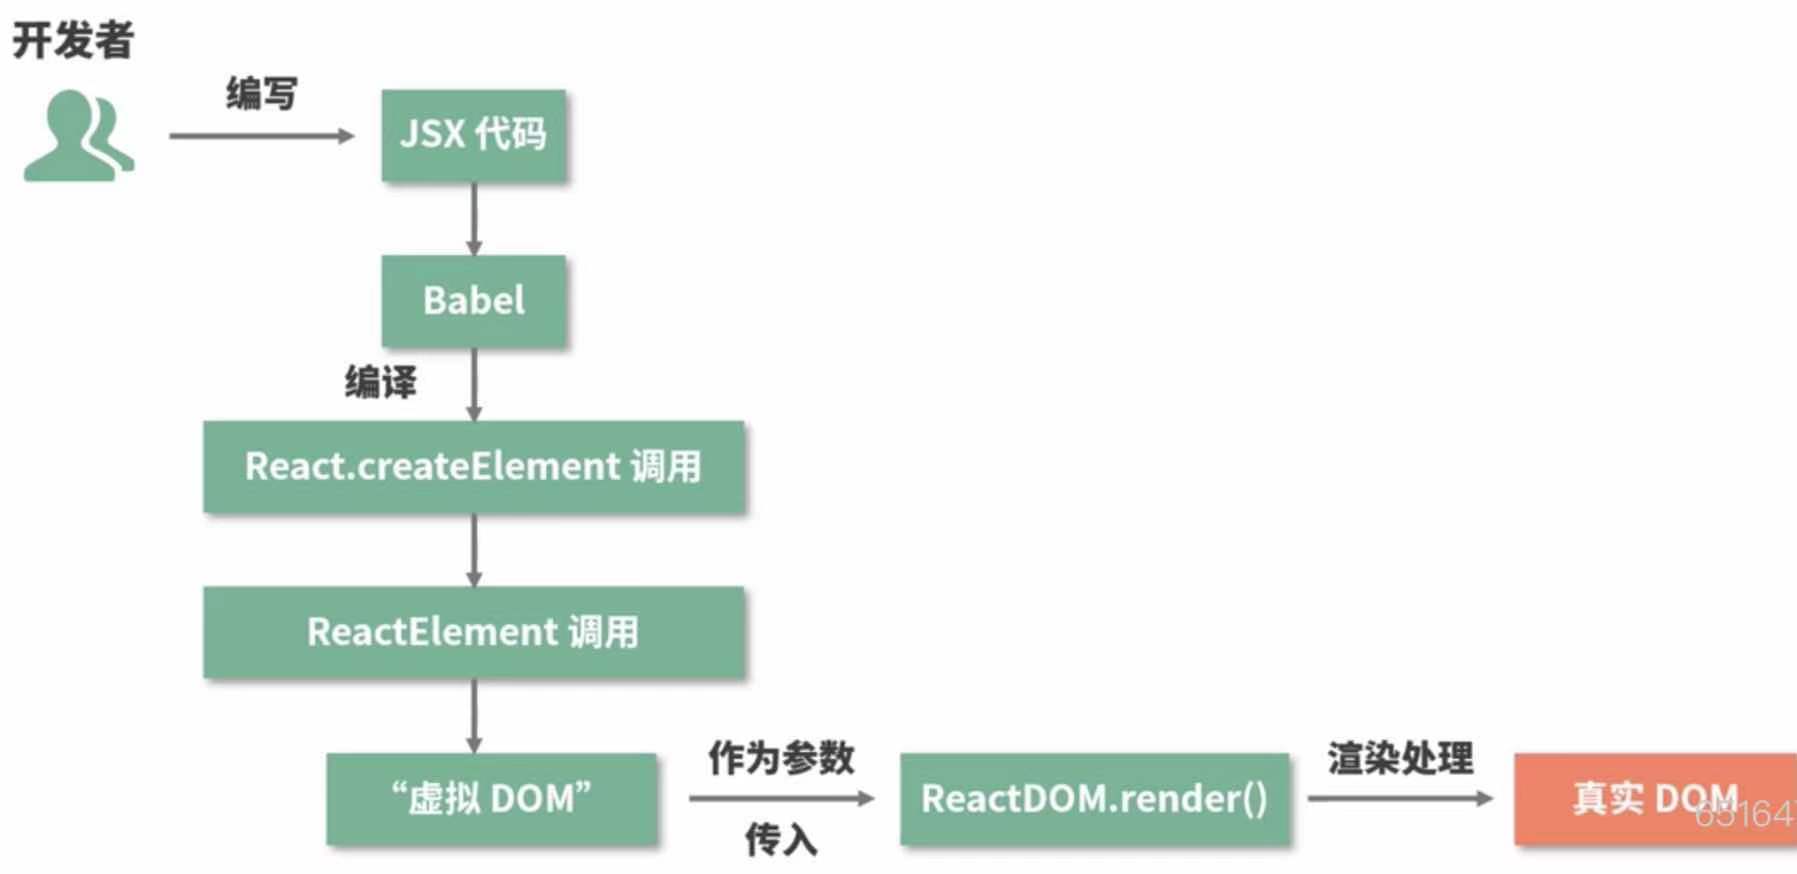 开发者
编写
JSX 代码
Babel
编译
React.createElement 调用
ReactElement 调用
“虚拟 DOM”
作为参数
传入
ReactDOM.render()
渲染处理
真实 DOM